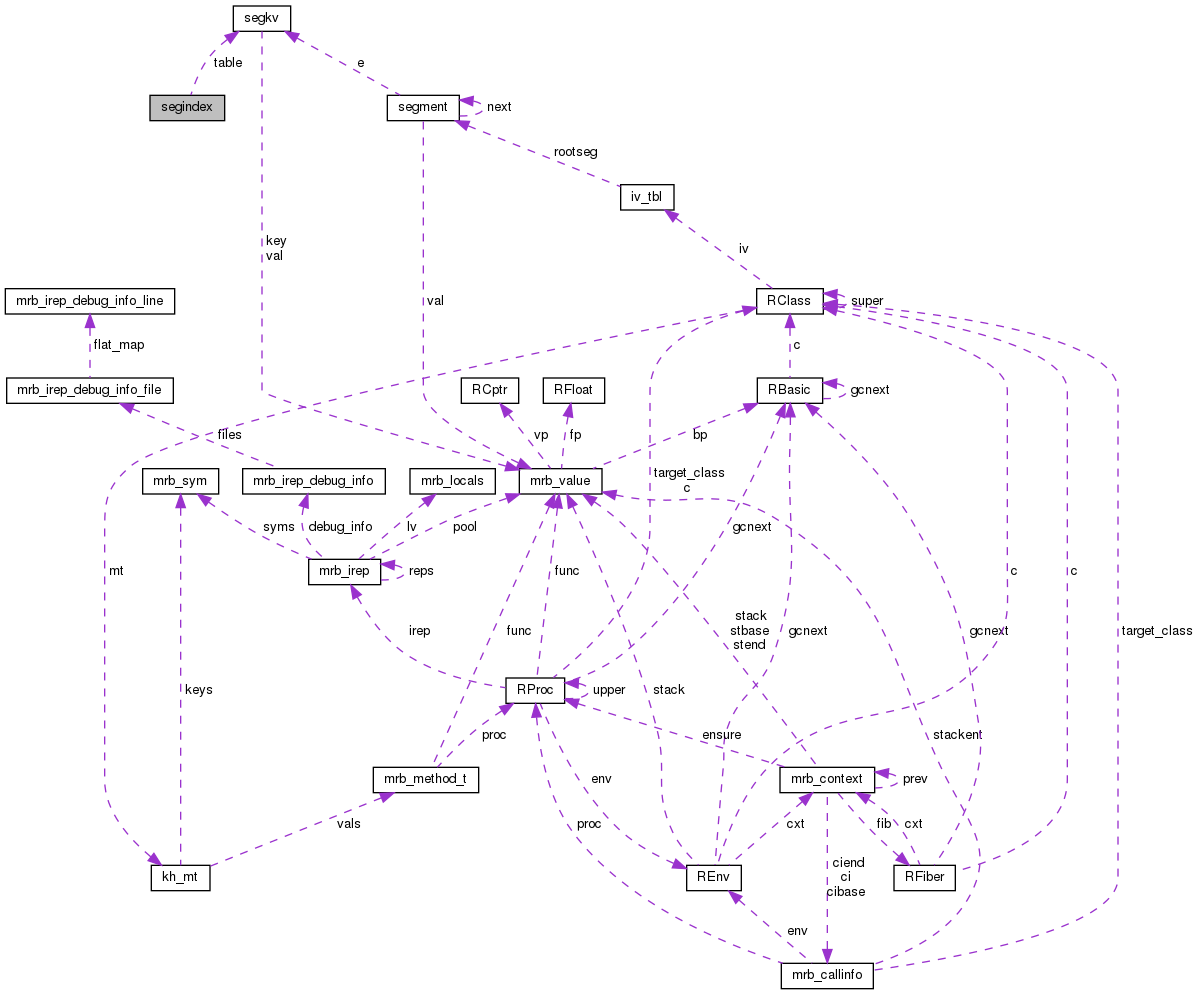 segkv
table
e
segindex
segment
next
rootseg
iv_tbl
key
val
iv
val
mrb_irep_debug_info_line
RClass
super
flat_map
c
mrb_irep_debug_info_file
RCptr
RFloat
RBasic
gcnext
files
vp
fp
bp
mrb_sym
mrb_irep_debug_info
mrb_locals
mrb_value
target_class
c
syms
debug_info
lv
pool
gcnext
mt
mrb_irep
reps
func
c
c
irep
func
stack
stbase
stend
gcnext
gcnext
target_class
keys
RProc
upper
stack
proc
ensure
stackent
mrb_method_t
env
mrb_context
prev
vals
proc
cxt
fib
cxt
kh_mt
REnv
ciend
ci
cibase
RFiber
env
mrb_callinfo